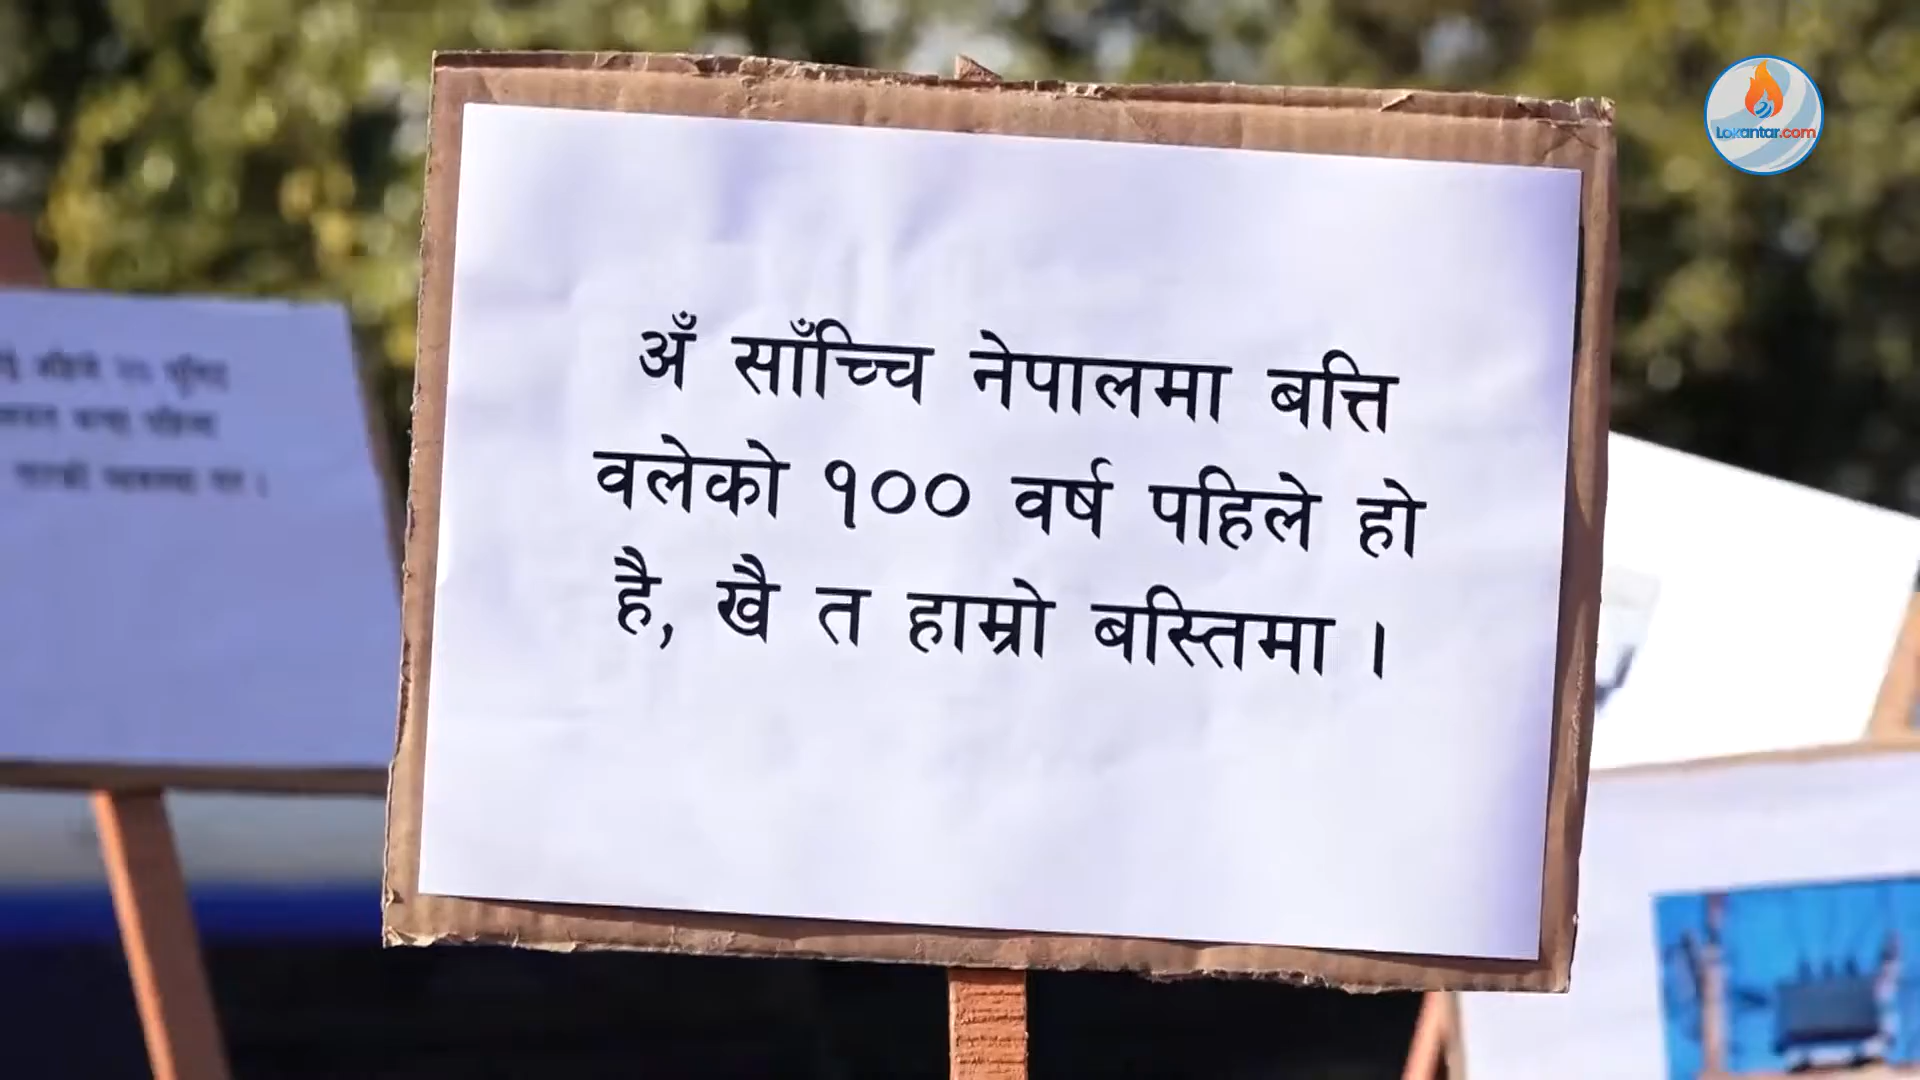 Lokantar.com
अँ साँच्चि नेपालमा बत्ति
वलेको १०० वर्ष पहिले हो
है, खै त हाम्रो बस्तिमा ।